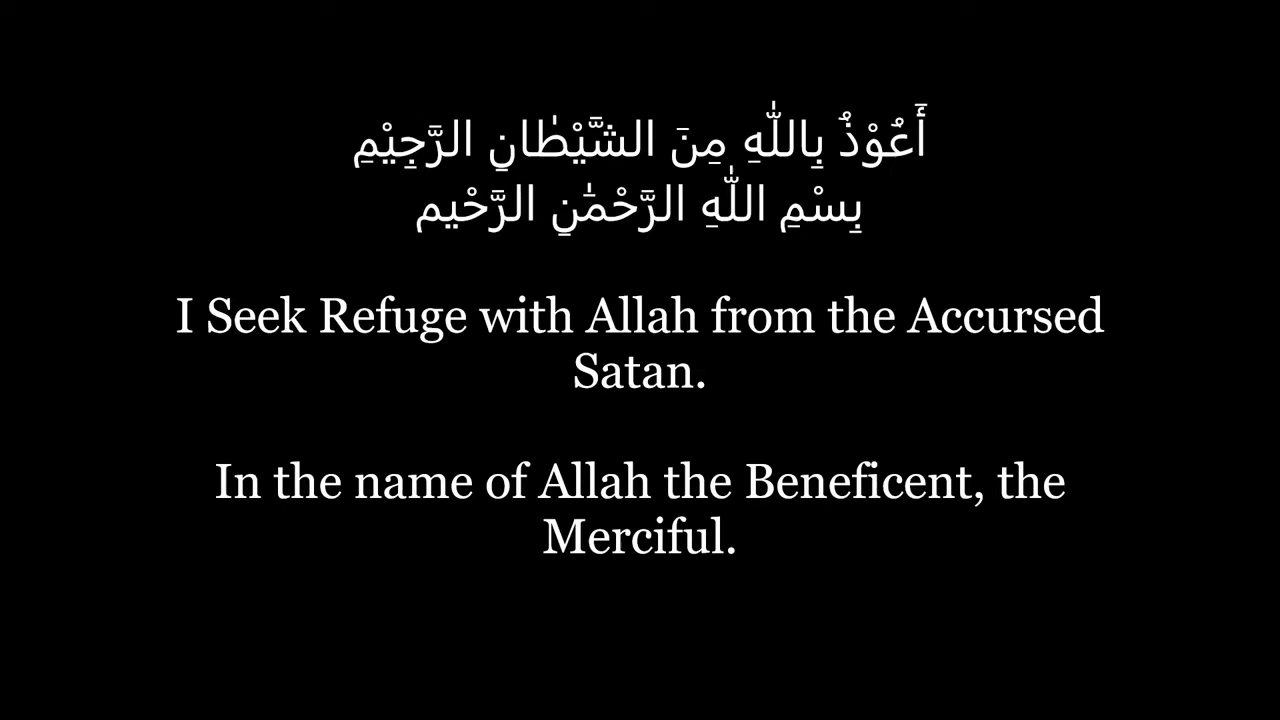 أَعُوْذُ بِاللّٰهِ مِنَ الشَّيْطٰانِ الرَّجِيْمِ
بِسْمِ اللّٰهِ الرَّحْمٰنِ الرَّحْيم
I Seek Refuge with Allah from the Accursed
Satan.
In the name of Allah the Beneficent, the
Merciful.